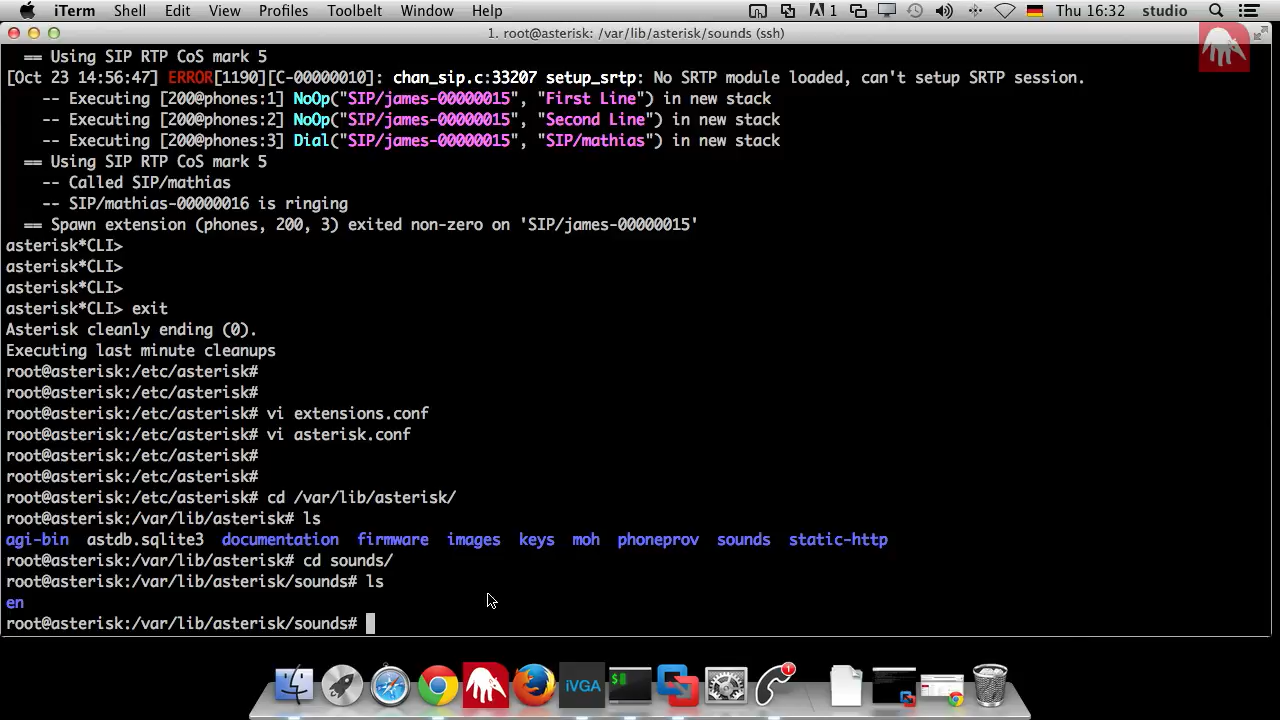 iTerm Shell Edit View Profiles Toolbelt Window Help 1 Thu 16:32 studio
1. root@asterisk: /var/lib/asterisk/sounds (ssh)
== Using SIP RTP CoS mark 5
[Oct 23 14:56:47] ERROR[1190][C-00000010]: chan_sip.c:33207 setup_srtp: No SRTP module loaded, can't setup SRTP session.
-- Executing [200@phones:1] NoOp("SIP/james-00000015", "First Line") in new stack
-- Executing [200@phones:2] NoOp("SIP/james-00000015", "Second Line") in new stack
-- Executing [200@phones:3] Dial("SIP/james-00000015", "SIP/mathias") in new stack
== Using SIP RTP CoS mark 5
-- Called SIP/mathias
-- SIP/mathias-00000016 is ringing
== Spawn extension (phones, 200, 3) exited non-zero on 'SIP/james-00000015'
asterisk*CLI>
asterisk*CLI>
asterisk*CLI>
asterisk*CLI> exit
Asterisk cleanly ending (0).
Executing last minute cleanups
root@asterisk:/etc/asterisk#
root@asterisk:/etc/asterisk#
root@asterisk:/etc/asterisk# vi extensions.conf
root@asterisk:/etc/asterisk# vi asterisk.conf
root@asterisk:/etc/asterisk#
root@asterisk:/etc/asterisk#
root@asterisk:/etc/asterisk# cd /var/lib/asterisk/
root@asterisk:/var/lib/asterisk# ls
agi-bin astdb.sqlite3 documentation firmware images keys moh phoneprov sounds static-http
root@asterisk:/var/lib/asterisk# cd sounds/
root@asterisk:/var/lib/asterisk/sounds# ls
en
root@asterisk:/var/lib/asterisk/sounds#
iVGA $ 1